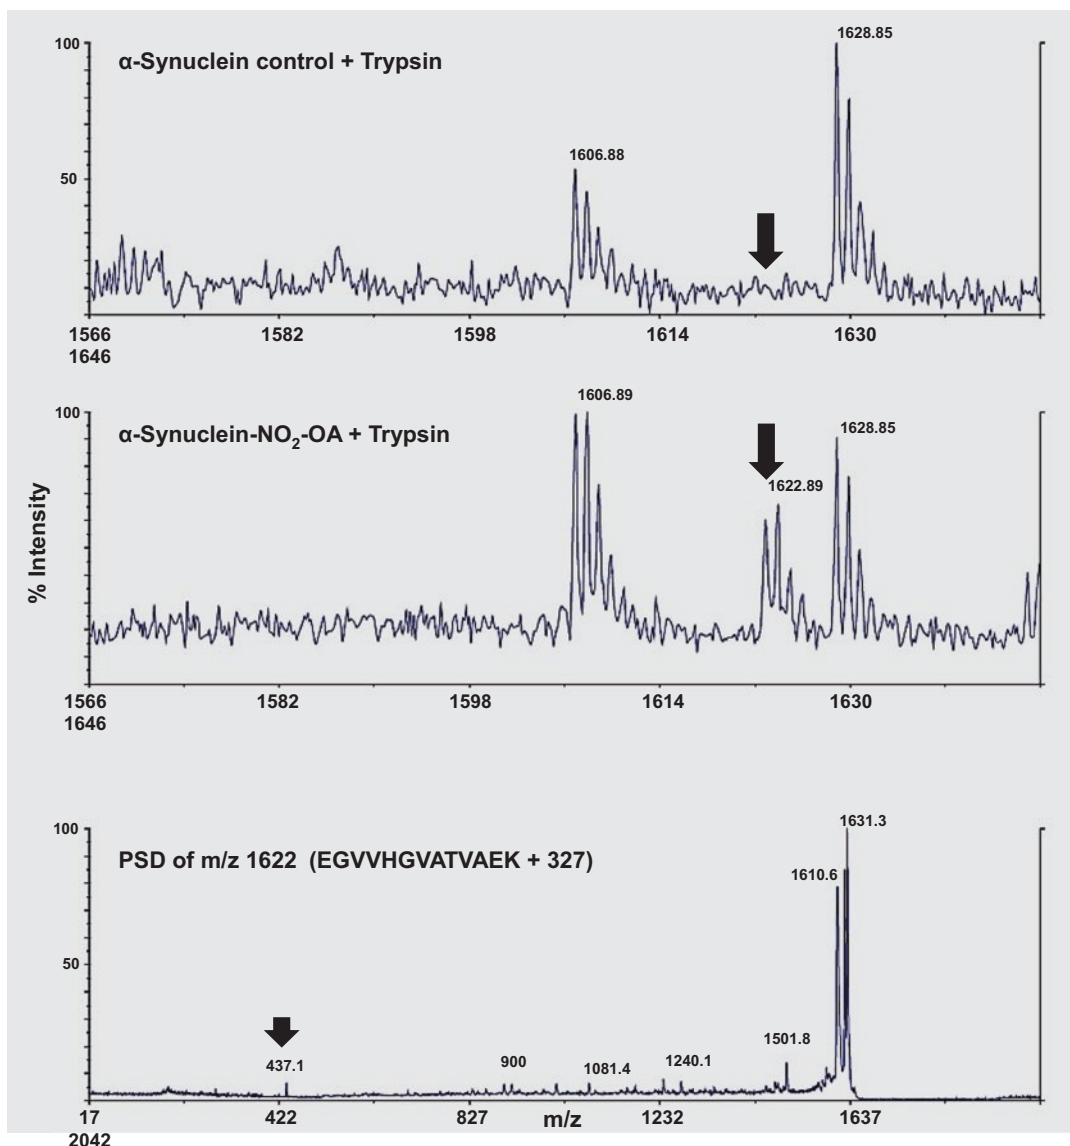 1628.85
100
α-Synuclein control + Trypsin
1606.88
50
1566 1582 1598 1614 1630
1646
100
1606.89
α-Synuclein-NO2-OA + Trypsin
1628.85
1622.89
% Intensity
1566 1582 1598 1614 1630
1646
1631.3
100
PSD of m/z 1622 (EGVVHGVATVAEK + 327)
1610.6
50
1501.8
437.1 900 1081.4 1240.1
17 422 827 m/z 1232 1637
2042